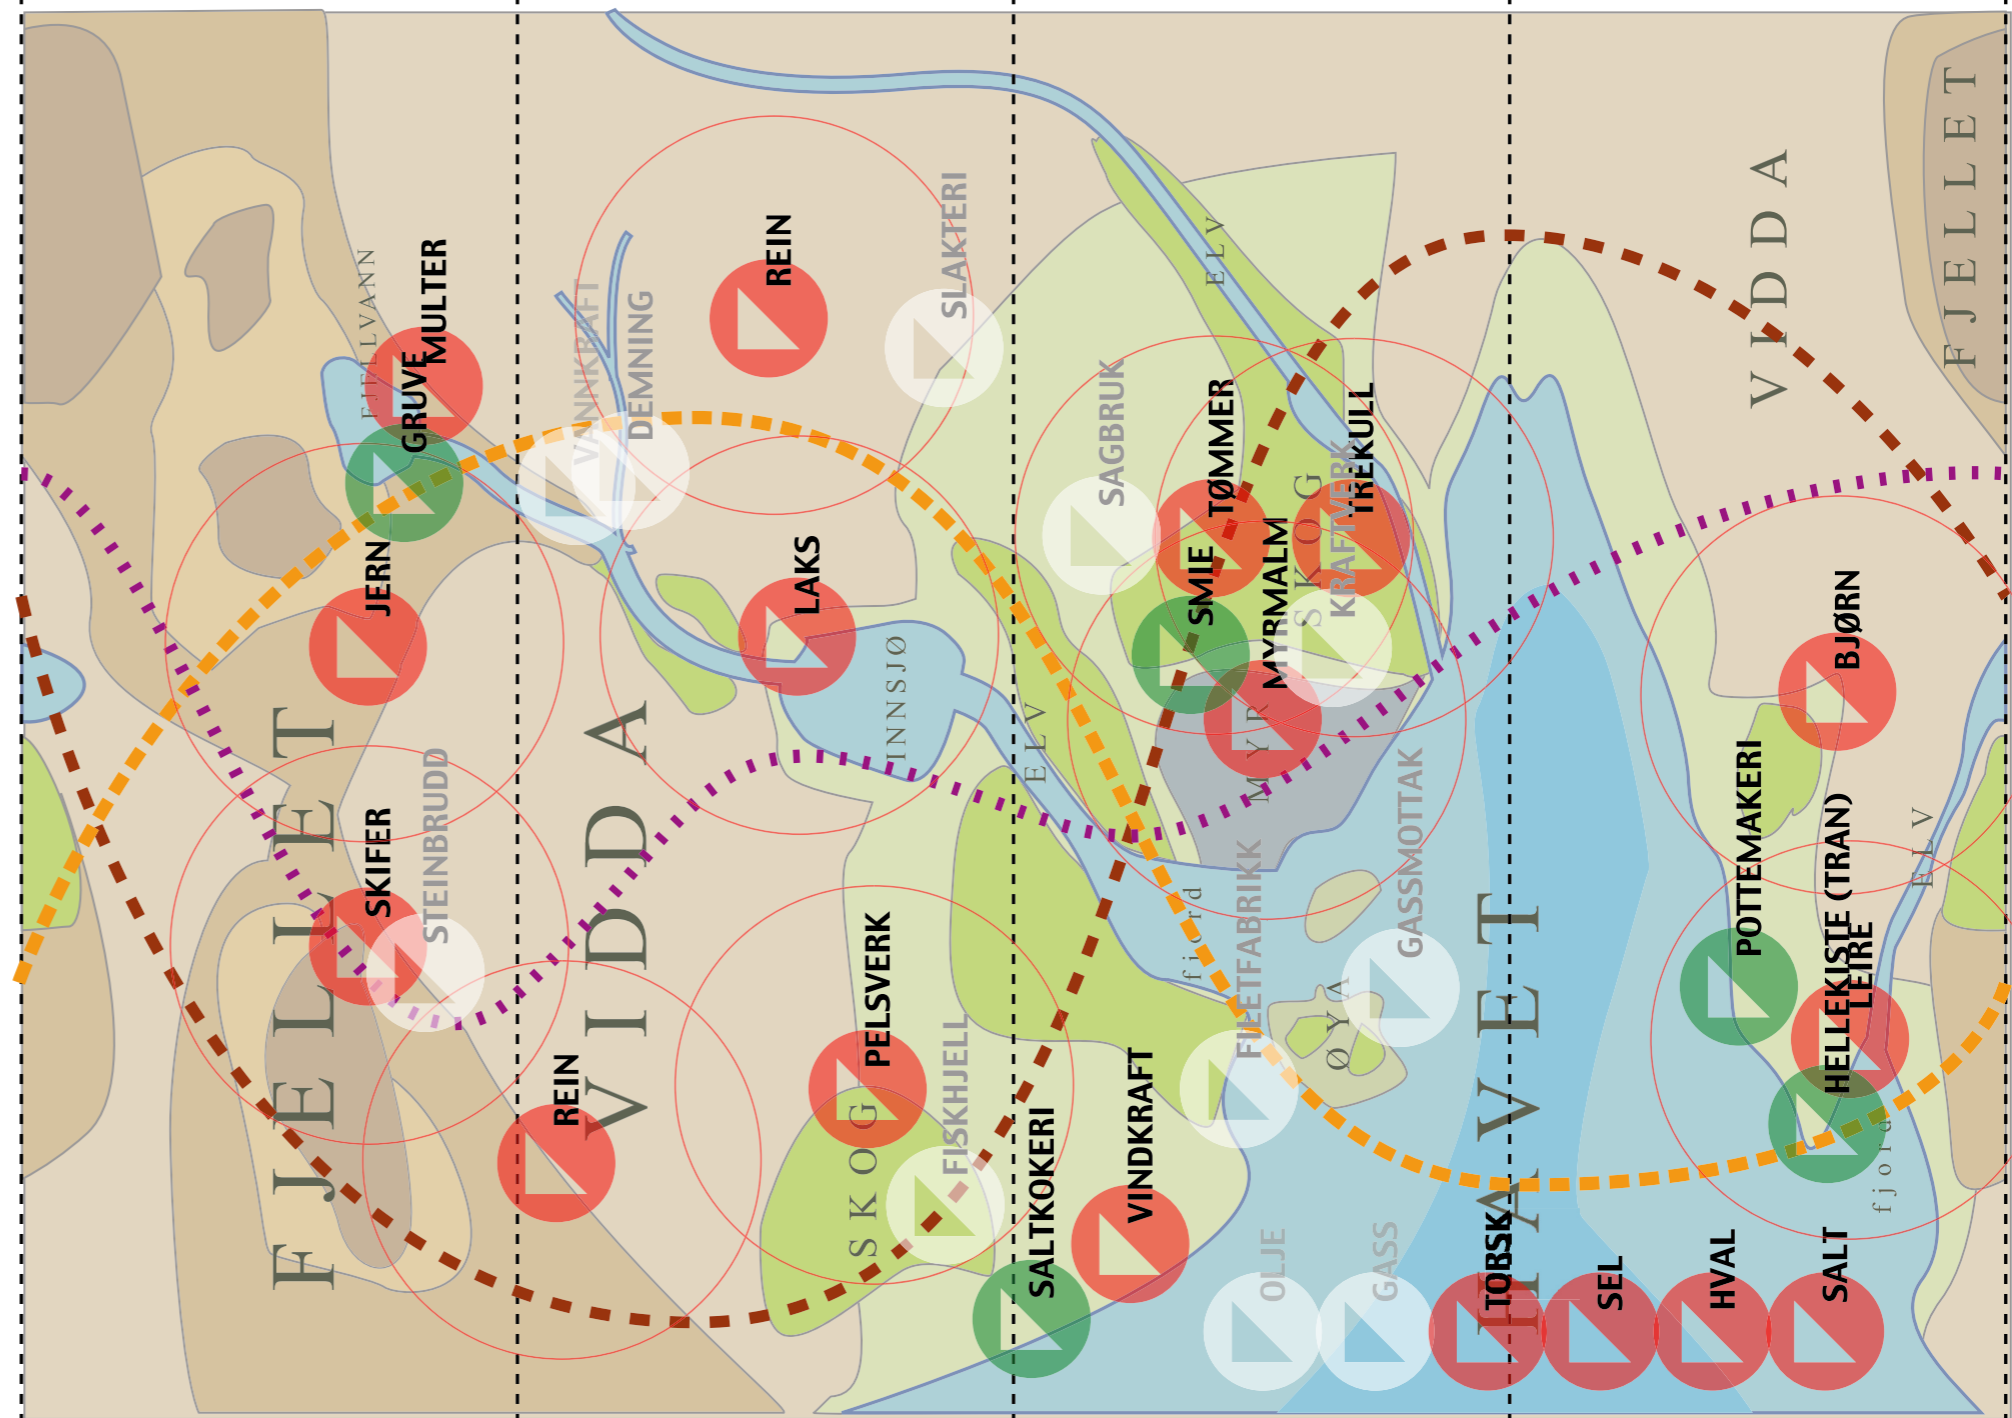 FJELLET
FJELLVANN
SKIFER
JERN
GRUVE
MULTER
STEINBRUDD
REIN
VANNKRAFT
VIDDA
DEMNING
REIN
LAKS
SKOG
PELSVERK
INNSJØ
FISKHJELL
SLAKTERI
ELV
SALTKOKERI
SAGBRUK
VINDKRAFT
fjord
SMIE
ELV
TØMMER
FILETFABRIKK
MYR
OLJE
MYRMALM
SKOG
ØYA
KRAFTVERK
TREKULL
GASS
GASSMOTTAK
TORSK
HAVET
SEL
HVAL
POTTEMAKERI
VIDDA
SALT
HELLEKISTE (TRAN)
BJØRN
LEIRE
fjord
ELV
FJELLET